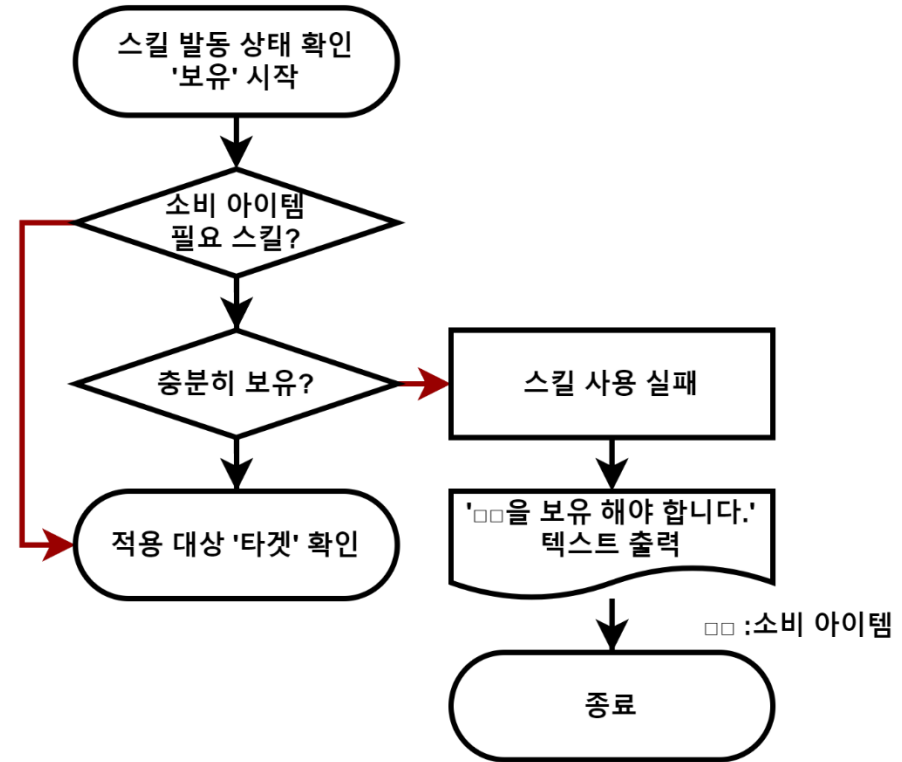 스킬 발동 상태 확인
'보유' 시작
소비 아이템
필요 스킬?
충분히 보유?
스킬 사용 실패
적용 대상 '타겟' 확인
'□□을 보유 해야 합니다.'
텍스트 출력
□□ :소비 아이템
종료